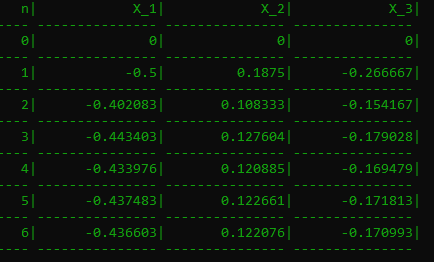 n| X_1| X_2| X_3|
0| 0| 0| 0|
1| -0.5| 0.1875| -0.266667|
2| -0.402083| 0.108333| -0.154167|
3| -0.443403| 0.127604| -0.179028|
4| -0.433976| 0.120885| -0.169479|
5| -0.437483| 0.122661| -0.171813|
6| -0.436603| 0.122076| -0.170993|